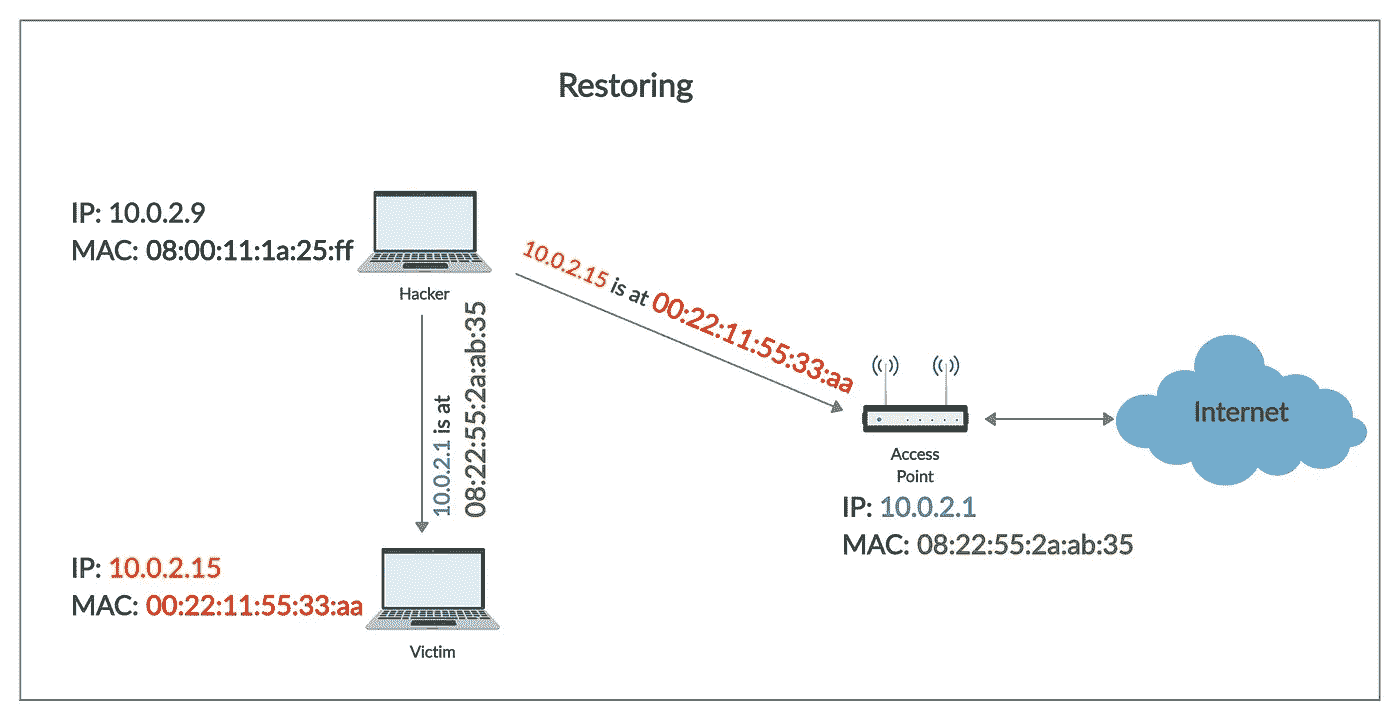 Restoring
IP: 10.0.2.9
MAC: 08:00:11:1a:25:ff
Hacker
10.0.2.15 is at 00:22:11:55:33:aa
10.0.2.1 is at
08:22:55:2a:ab:35
Internet
Access
Point
IP: 10.0.2.1
MAC: 08:22:55:2a:ab:35
IP: 10.0.2.15
MAC: 00:22:11:55:33:aa
Victim